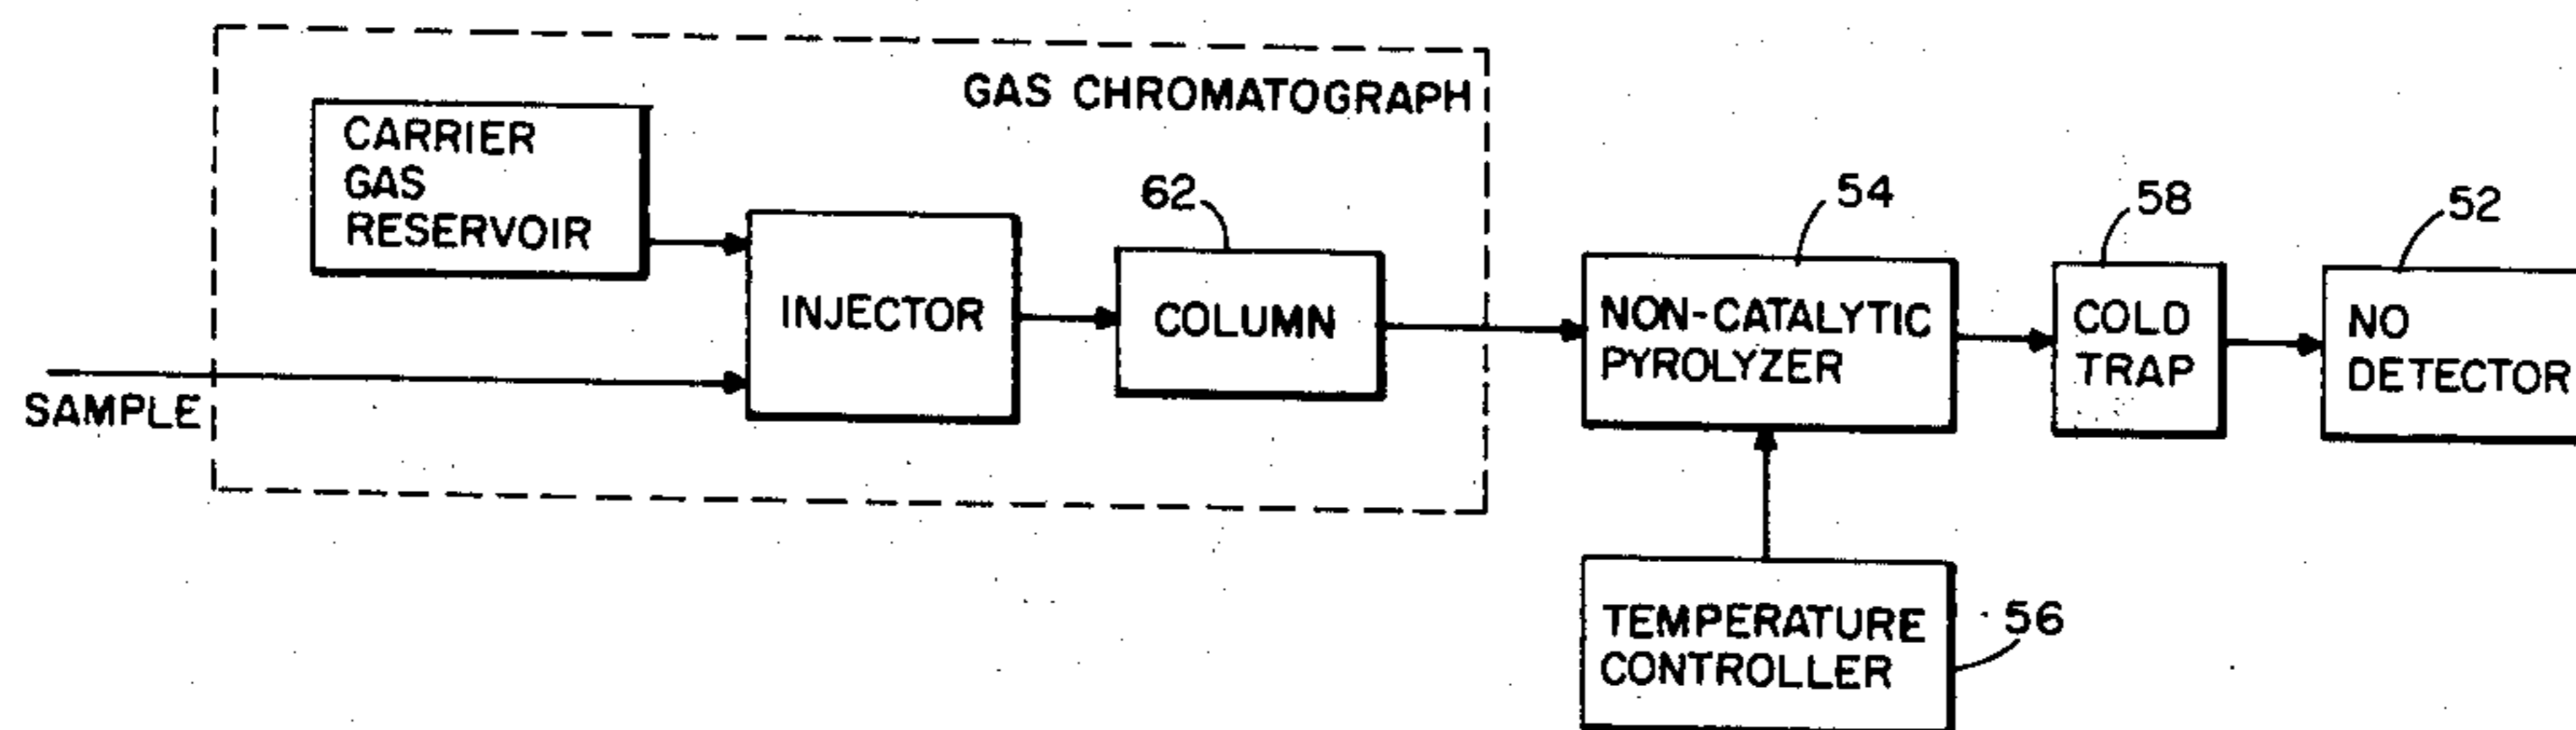 GAS CHROMATOGRAPH
CARRIER
GAS
RESERVOIR
SAMPLE
INJECTOR
62
COLUMN
54
NON-CATALYTIC
PYROLYZER
58
COLD
TRAP
52
NO
DETECTOR
TEMPERATURE
CONTROLLER
56